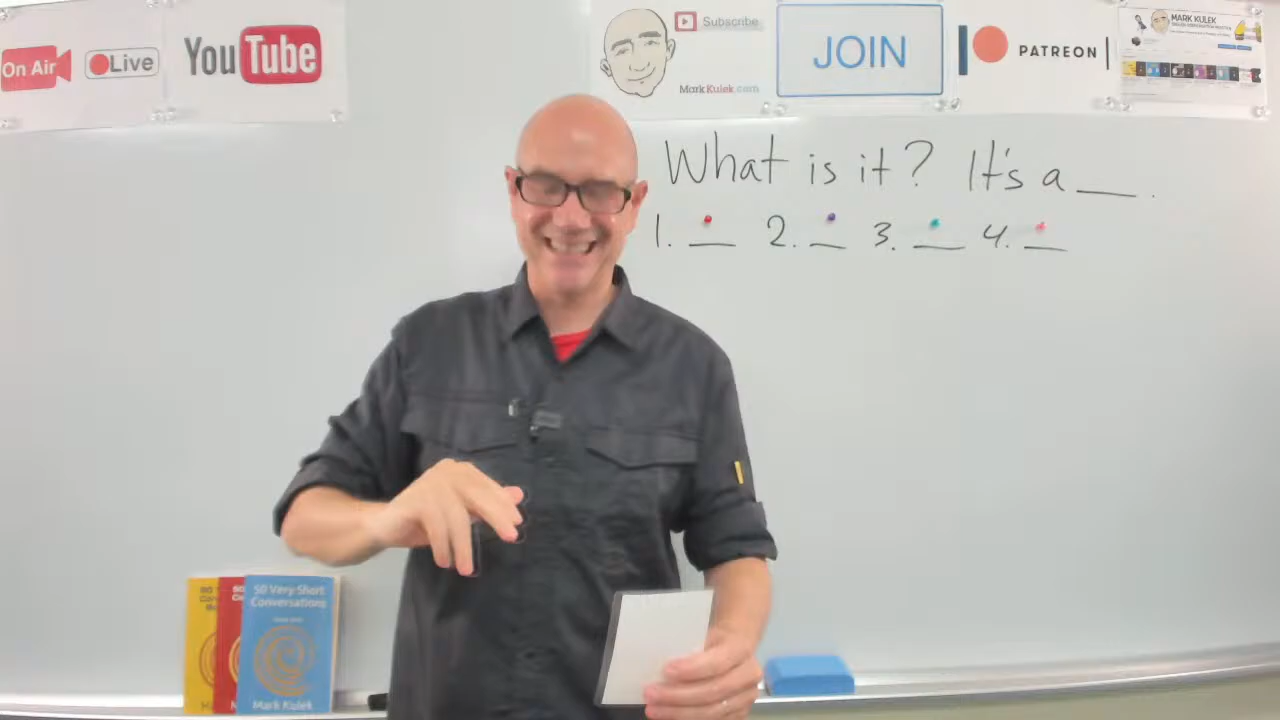 On Air
Live
YouTube
Subscribe
MarkKulek.com
JOIN
PATREON
MARK KULEK
What is it? It's a ___.
1. ___ 2. ___ 3. ___ 4. ___
50 Very Short
Conversations
Mark Kulek